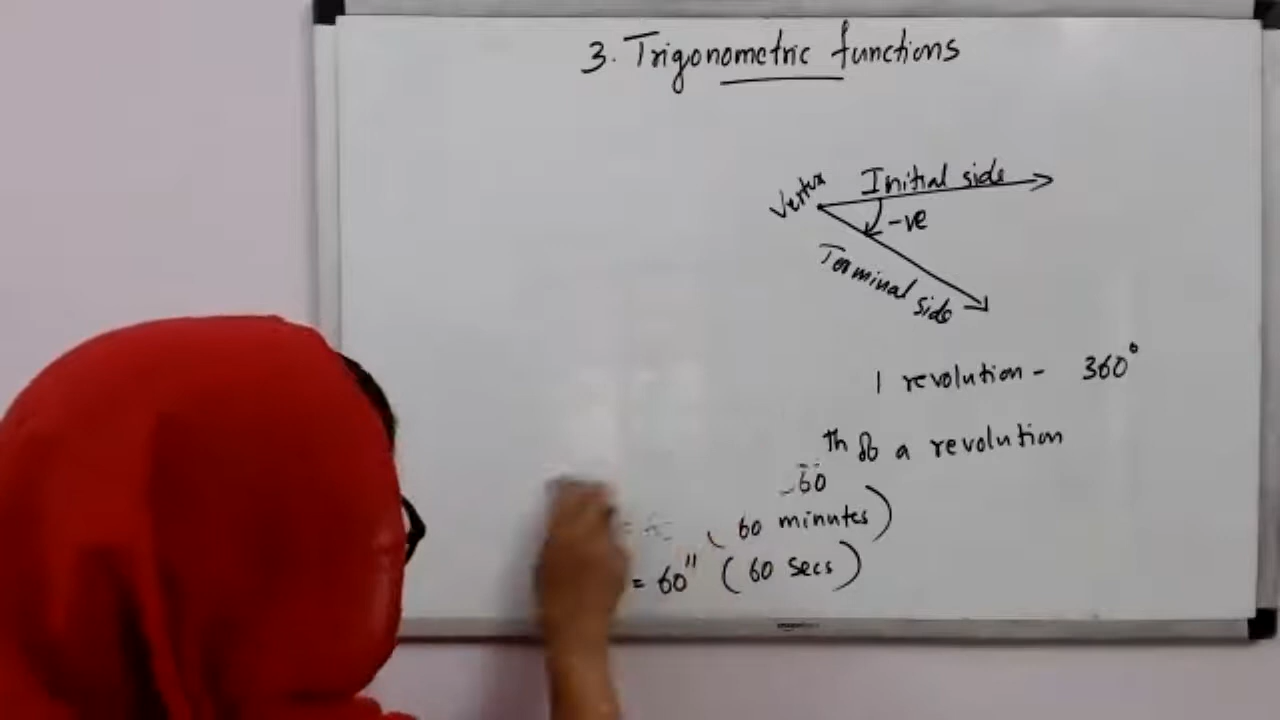 3. Trigonometric functions
Vertex
Initial side
-ve
Terminal side
1 revolution - 360°
th of a revolution
60
( 60 minutes )
= 60" ( 60 secs )